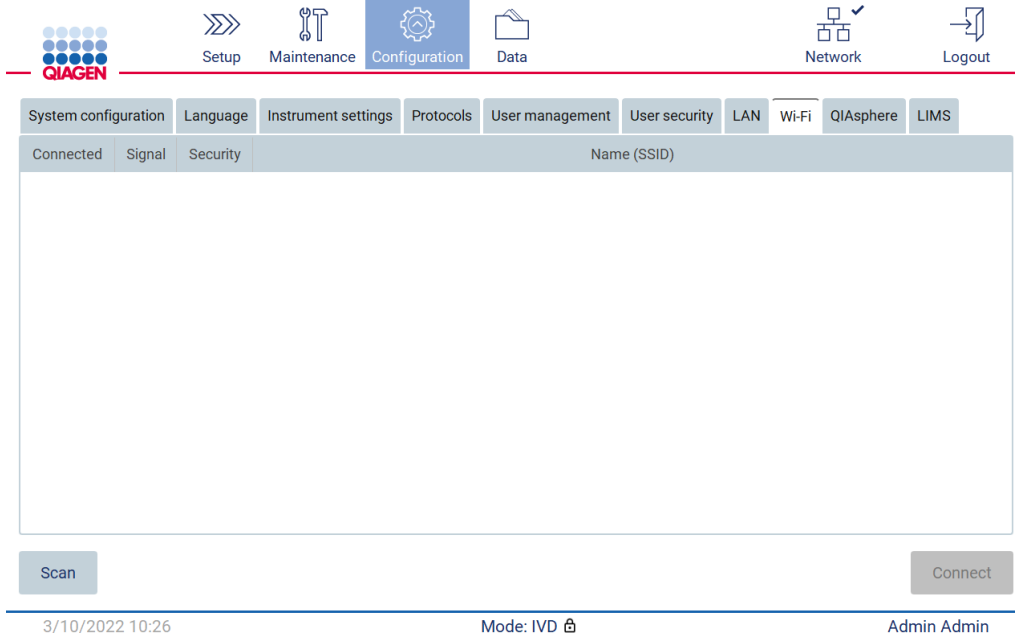 QIAGEN
Setup Maintenance Configuration Data Network Logout
System configuration Language Instrument settings Protocols User management User security LAN Wi-Fi QIAsphere LIMS
Connected Signal Security Name (SSID)
Scan Connect
3/10/2022 10:26 Mode: IVD Admin Admin